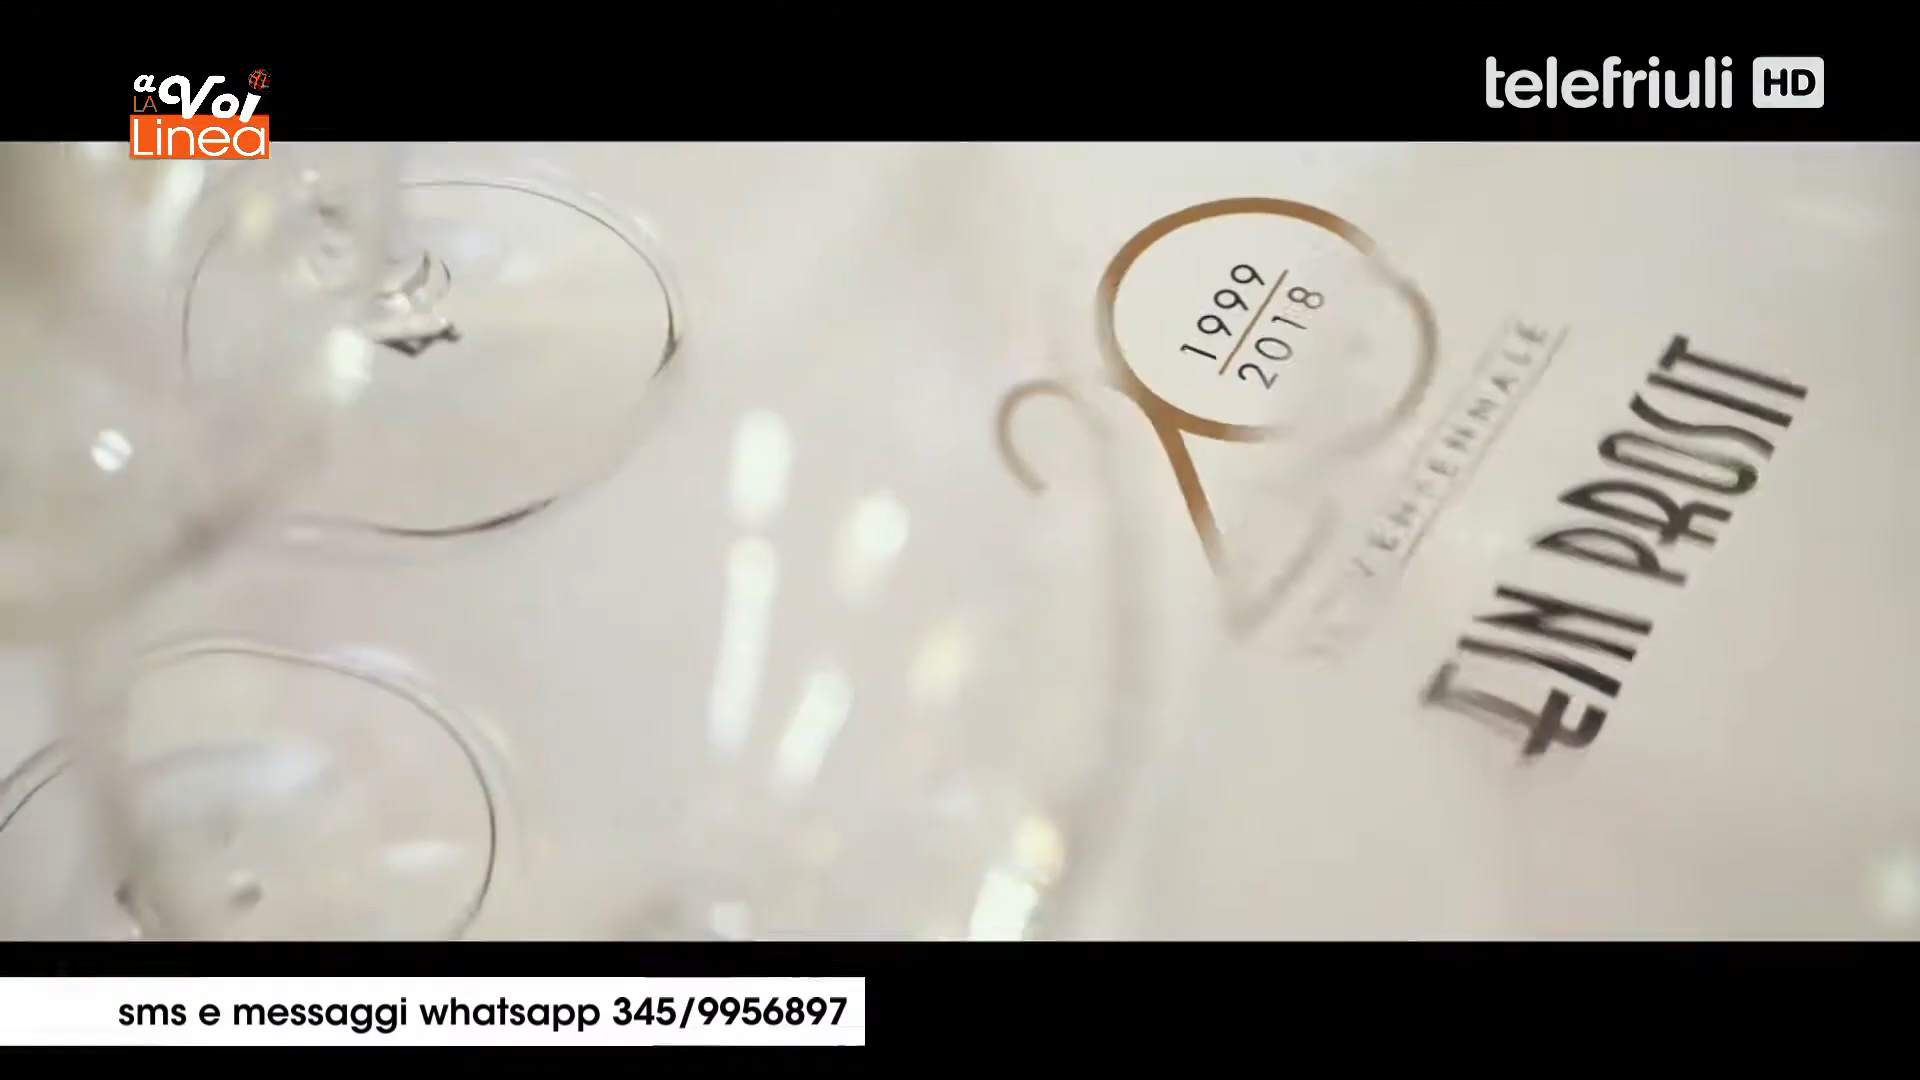 a Voi
LA
Linea
telefriuli HD
1999
2018
VENTENNALE
EIN PROSIT
sms e messaggi whatsapp 345/9956897